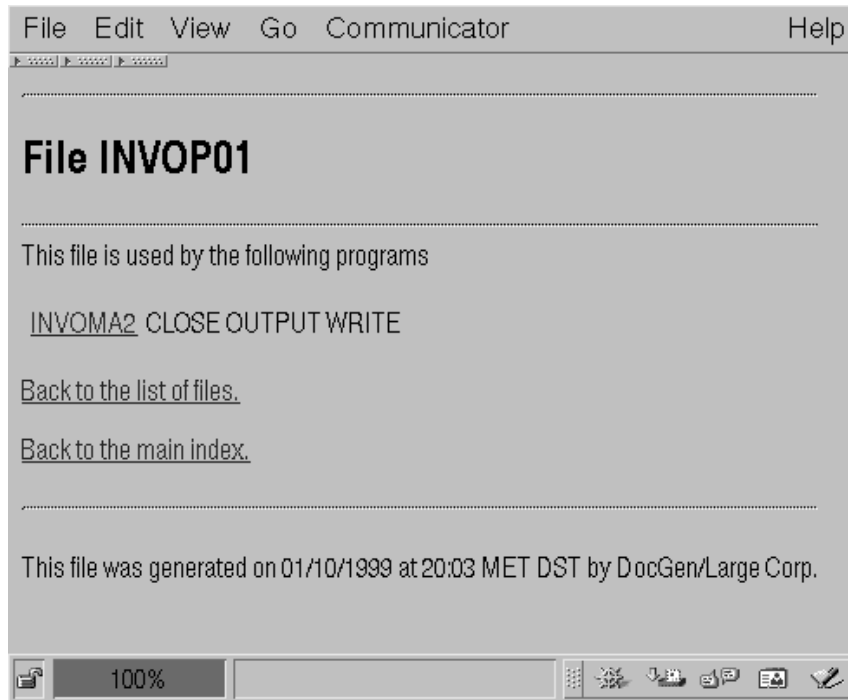 File Edit View Go Communicator Help
File INVOP01
This file is used by the following programs
INVOMA2 CLOSE OUTPUT WRITE
Back to the list of files.
Back to the main index.
This file was generated on 01/10/1999 at 20:03 MET DST by DocGen/Large Corp.
100%